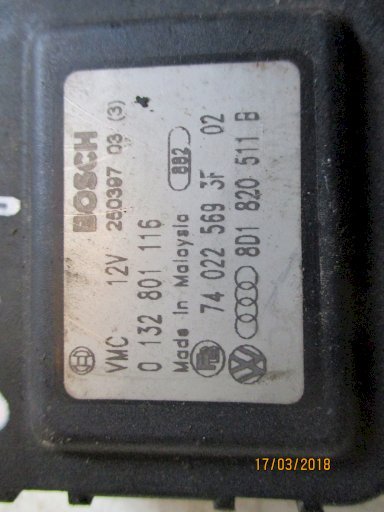 BOSCH
VMC 12V 260397 03 (3)
0 132 801 116
Made in Malaysia 882
74 022 569 3F 02
8D1 820 511 B
17/03/2018